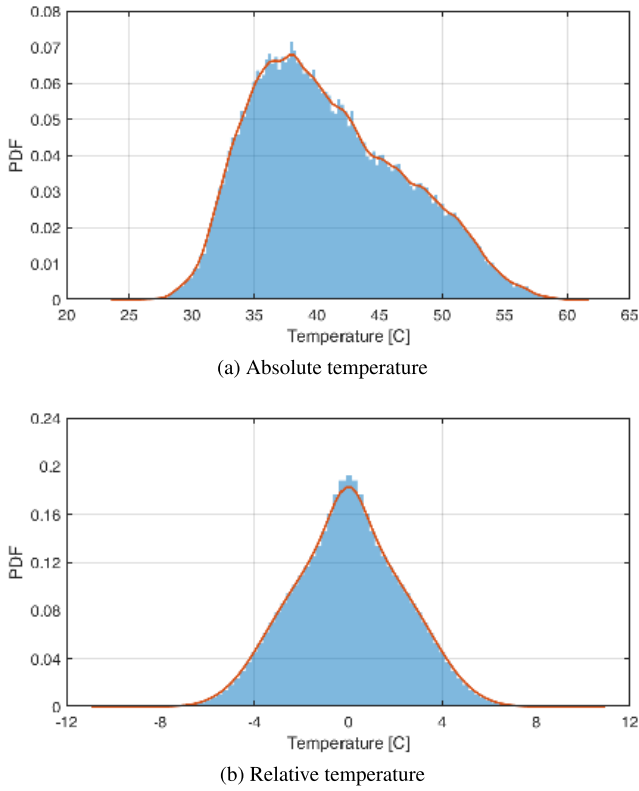 0.08
0.07
0.06
0.05
0.04
0.03
0.02
0.01
0
PDF
20 25 30 35 40 45 50 55 60 65
Temperature [C]
(a) Absolute temperature
0.24
0.2
0.16
0.12
0.08
0.04
0
PDF
-12 -8 -4 0 4 8 12
Temperature [C]
(b) Relative temperature